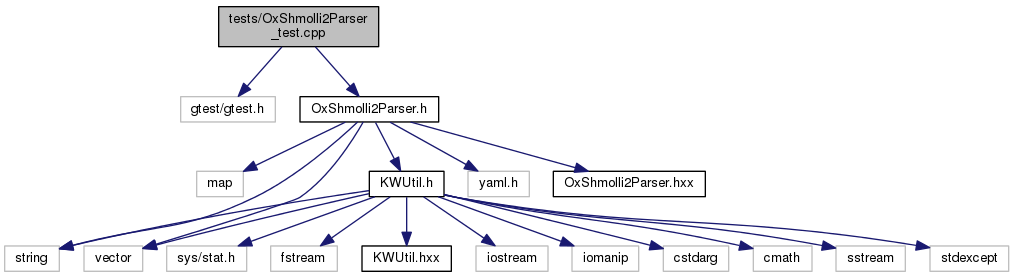 tests/OxShmolli2Parser
_test.cpp
gtest/gtest.h
OxShmolli2Parser.h
map
KWUtil.h
yaml.h
OxShmolli2Parser.hxx
string
vector
sys/stat.h
fstream
KWUtil.hxx
iostream
iomanip
cstdarg
cmath
sstream
stdexcept